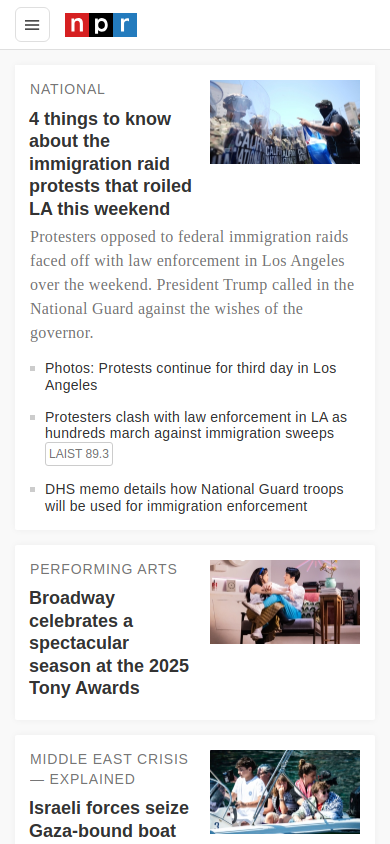 npr
NATIONAL
4 things to know
about the
immigration raid
protests that roiled
LA this weekend
Protesters opposed to federal immigration raids
faced off with law enforcement in Los Angeles
over the weekend. President Trump called in the
National Guard against the wishes of the
governor.
Photos: Protests continue for third day in Los
Angeles
Protesters clash with law enforcement in LA as
hundreds march against immigration sweeps
LAIST 89.3
DHS memo details how National Guard troops
will be used for immigration enforcement
PERFORMING ARTS
Broadway
celebrates a
spectacular
season at the 2025
Tony Awards
MIDDLE EAST CRISIS
— EXPLAINED
Israeli forces seize
Gaza-bound boat